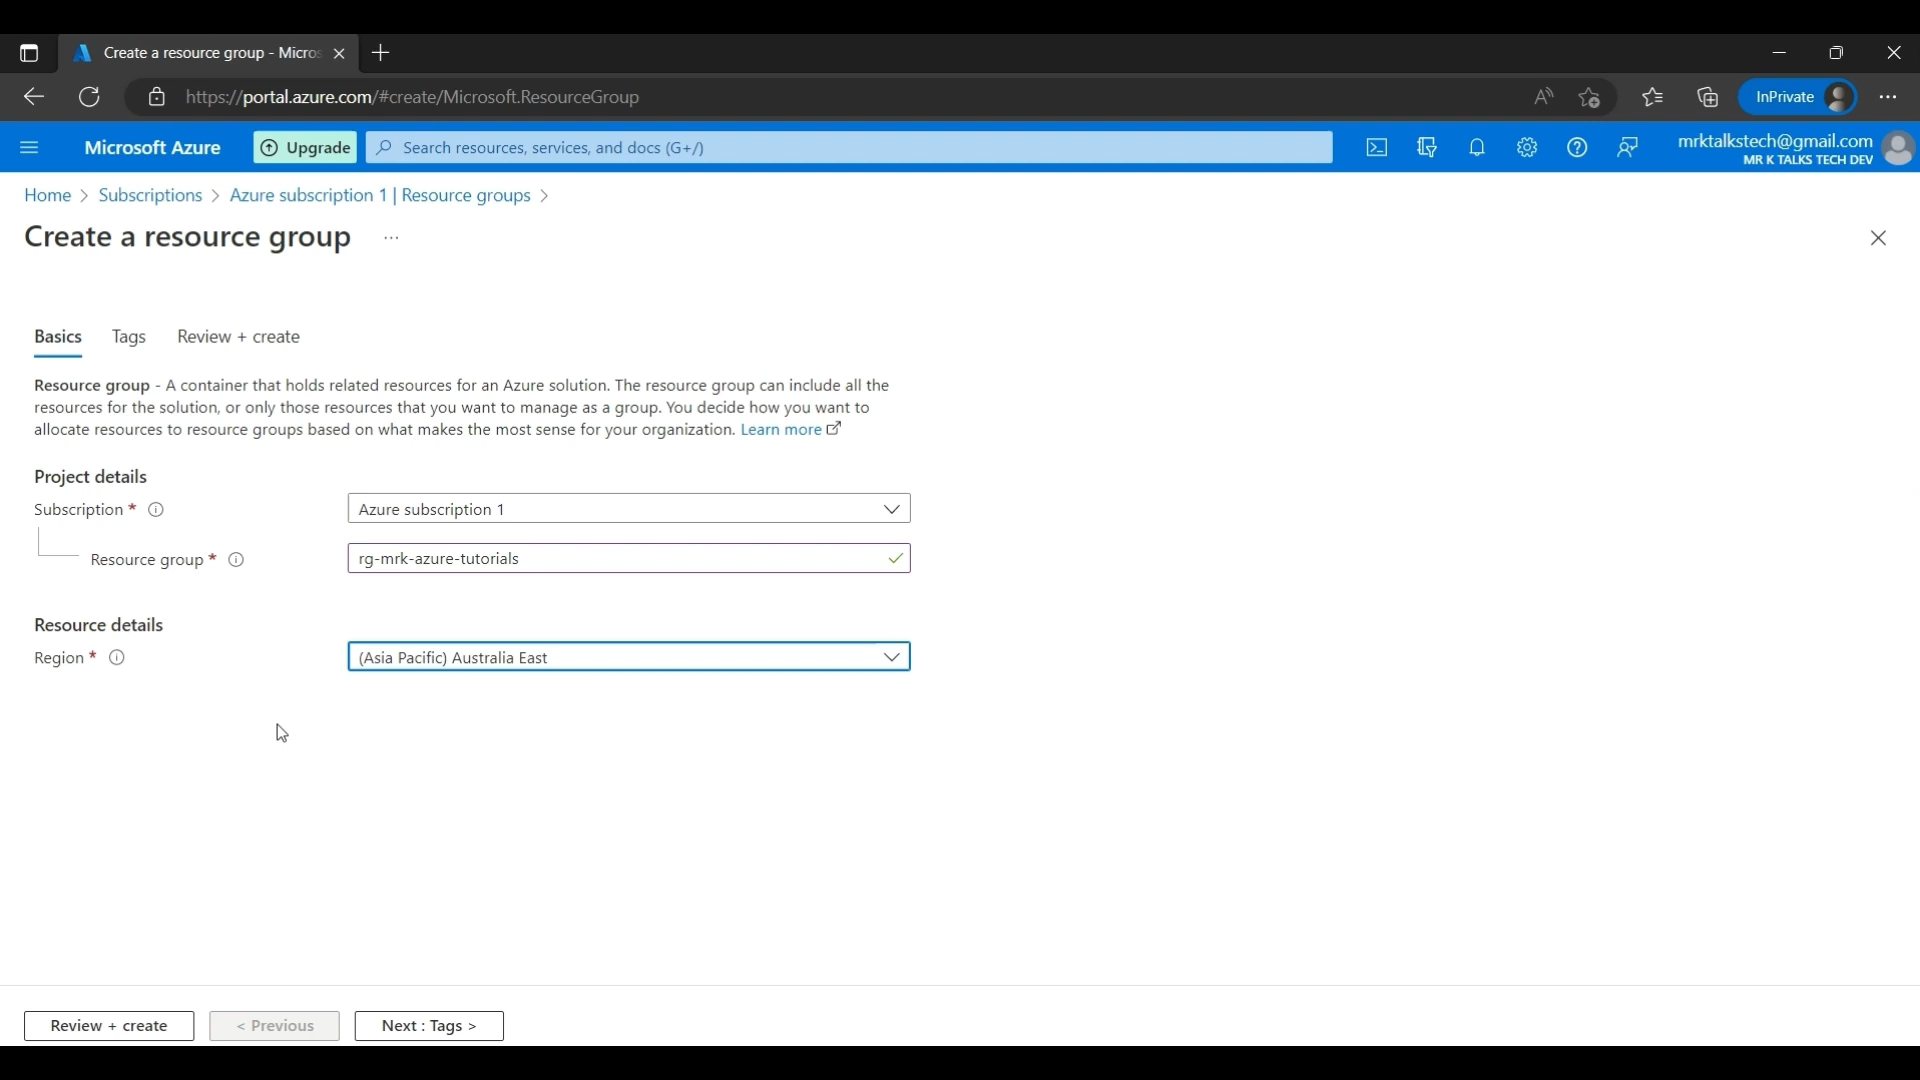 Create a resource group - Micros
https://portal.azure.com/#create/Microsoft.ResourceGroup
InPrivate
Microsoft Azure
Upgrade
Search resources, services, and docs (G+/)
mrktalkstech@gmail.com
MR K TALKS TECH DEV
Home > Subscriptions > Azure subscription 1 | Resource groups >
Create a resource group ...
Basics Tags Review + create
Resource group - A container that holds related resources for an Azure solution. The resource group can include all the
resources for the solution, or only those resources that you want to manage as a group. You decide how you want to
allocate resources to resource groups based on what makes the most sense for your organization. Learn more
Project details
Subscription * Azure subscription 1
Resource group * rg-mrk-azure-tutorials
Resource details
Region * (Asia Pacific) Australia East
Review + create < Previous Next : Tags >